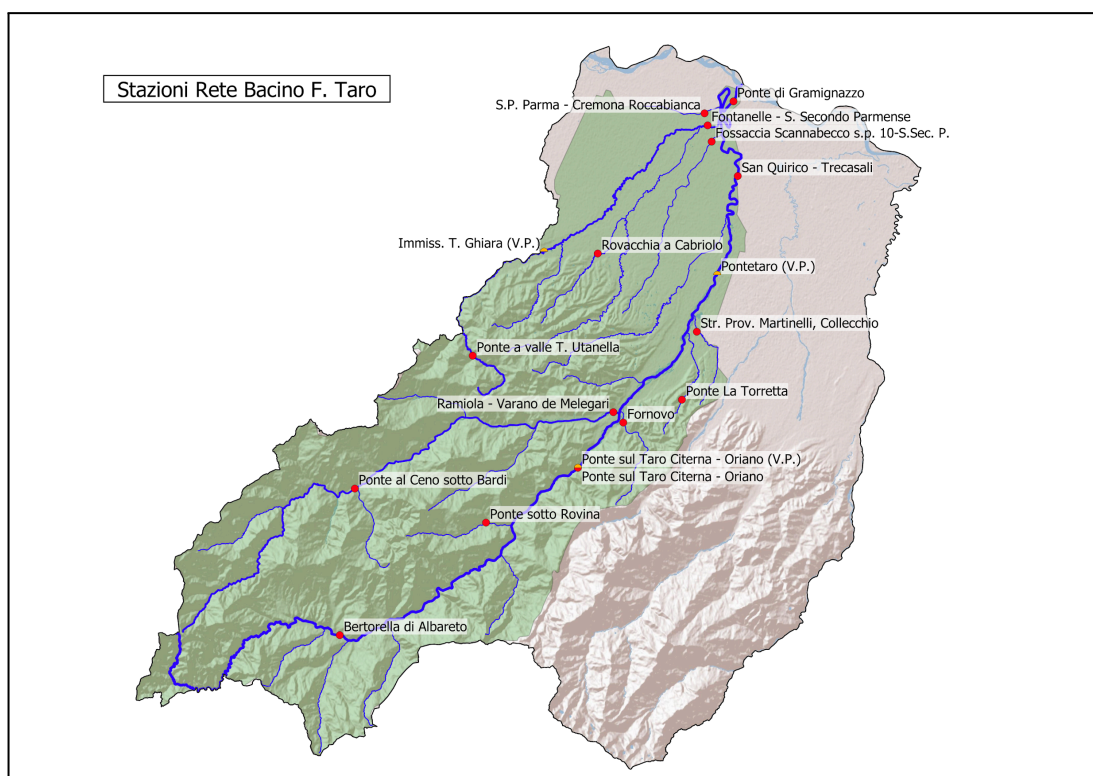 Stazioni Rete Bacino F. Taro
Ponte di Gramignazzo
S.P. Parma - Cremona Roccabianca
Fontanelle - S. Secondo Parmense
Fossaccia Scannabecco s.p. 10-S.Sec. P.
San Quirico - Trecasali
Immiss. T. Ghiara (V.P.)
Rovacchia a Cabriolo
Pontetaro (V.P.)
Str. Prov. Martinelli, Collecchio
Ponte a valle T. Utanella
Ponte La Torretta
Ramiola - Varano de Melegari
Fornovo
Ponte sul Taro Citerna - Oriano (V.P.)
Ponte sul Taro Citerna - Oriano
Ponte al Ceno sotto Bardi
Ponte sotto Rovina
Bertorella di Albareto